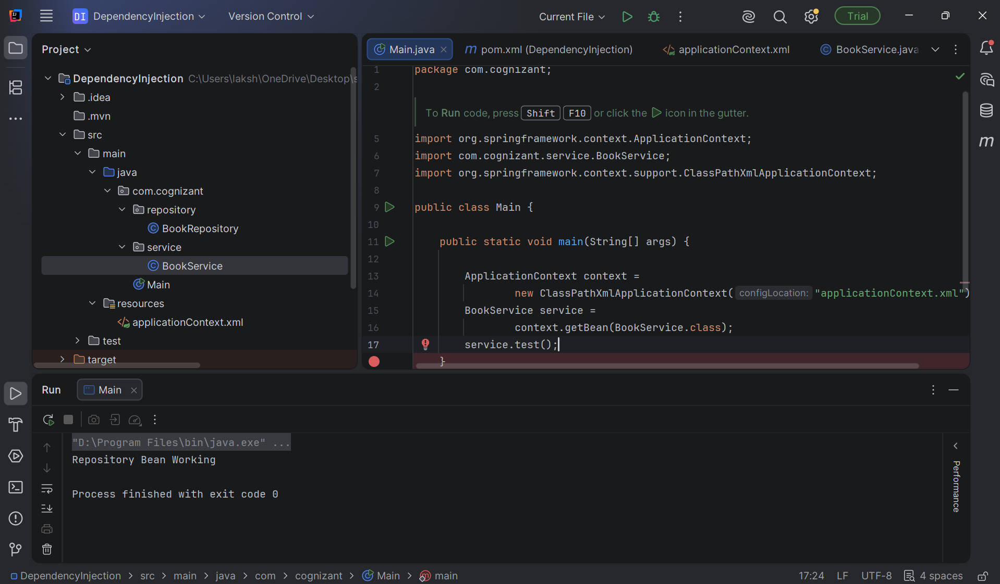 DI DependencyInjection Version Control Current File Trial
Project
DependencyInjection C:\Users\laksh\OneDrive\Desktop\s
.idea
.mvn
src
main
java
com.cognizant
repository
BookRepository
service
BookService
Main
resources
applicationContext.xml
test
target
Main.java pom.xml (DependencyInjection) applicationContext.xml BookService.java
1 package com.cognizant;
2
To Run code, press Shift F10 or click the icon in the gutter.
5 import org.springframework.context.ApplicationContext;
6 import com.cognizant.service.BookService;
7 import org.springframework.context.support.ClassPathXmlApplicationContext;
8
9 public class Main {
10
11 public static void main(String[] args) {
12
13 ApplicationContext context =
14 new ClassPathXmlApplicationContext( configLocation: "applicationContext.xml")
15 BookService service =
16 context.getBean(BookService.class);
17 service.test();
}
Run Main
"D:\Program Files\bin\java.exe" ...
Repository Bean Working
Process finished with exit code 0
Performance
DependencyInjection > src > main > java > com > cognizant > Main > main 17:24 LF UTF-8 4 spaces